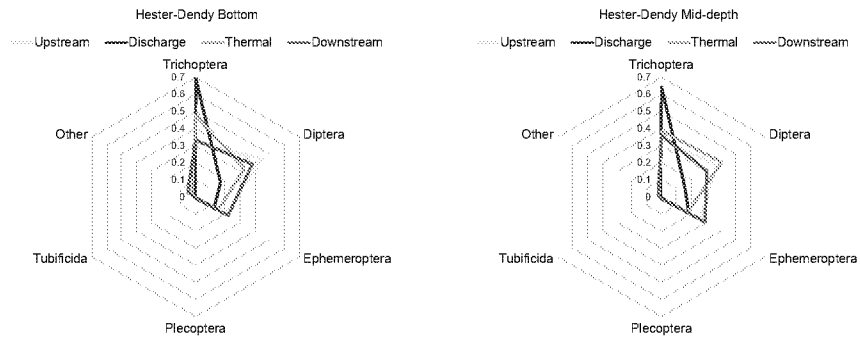 Hester-Dendy Bottom
Upstream Discharge Thermal Downstream
Trichoptera
0.7
0.6
0.5
0.4
0.3
0.2
0.1
0
Other
Diptera
Tubificida
Ephemeroptera
Plecoptera
Hester-Dendy Mid-depth
Upstream Discharge Thermal Downstream
Trichoptera
0.7
0.6
0.5
0.4
0.3
0.2
0.1
0
Other
Diptera
Tubificida
Ephemeroptera
Plecoptera